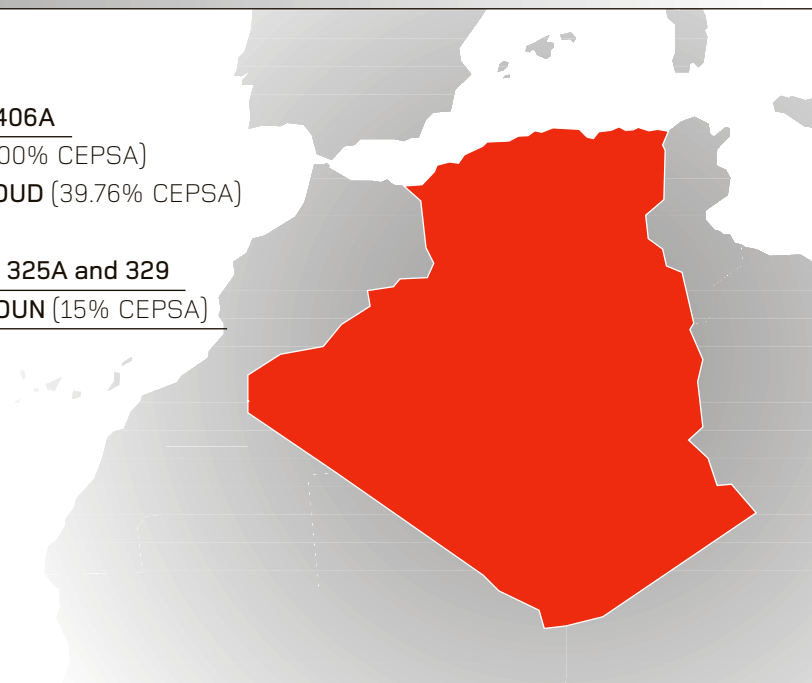 406A
00% CEPSA)
OUD (39.76% CEPSA)
325A and 329
OUN (15% CEPSA)